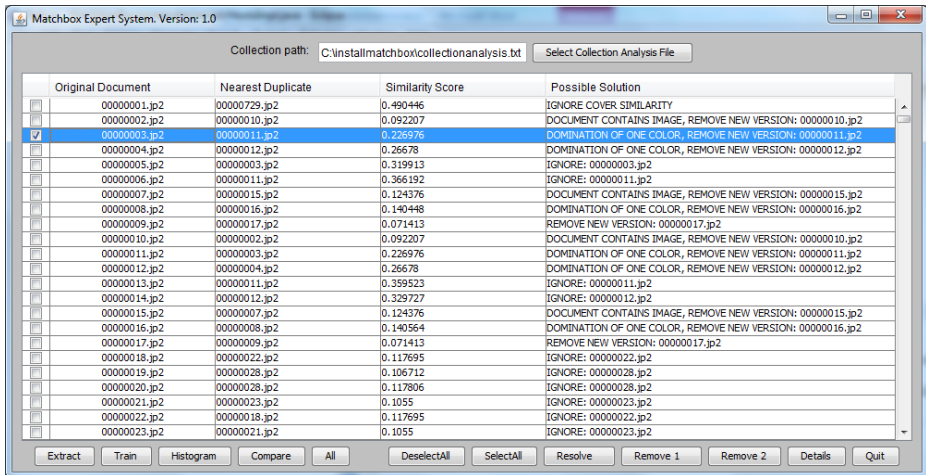 Matchbox Expert System. Version: 1.0
Collection path: C:\installmatchbox\collectionanalysis.txt Select Collection Analysis File
Original Document Nearest Duplicate Similarity Score Possible Solution
00000001.jp2 00000729.jp2 0.490446 IGNORE COVER SIMILARITY
00000002.jp2 00000010.jp2 0.092207 DOCUMENT CONTAINS IMAGE, REMOVE NEW VERSION: 00000010.jp2
00000003.jp2 00000011.jp2 0.226976 DOMINATION OF ONE COLOR, REMOVE NEW VERSION: 00000011.jp2
00000004.jp2 00000012.jp2 0.26678 DOMINATION OF ONE COLOR, REMOVE NEW VERSION: 00000012.jp2
00000005.jp2 00000003.jp2 0.319913 IGNORE: 00000003.jp2
00000006.jp2 00000011.jp2 0.366192 IGNORE: 00000011.jp2
00000007.jp2 00000015.jp2 0.124376 DOCUMENT CONTAINS IMAGE, REMOVE NEW VERSION: 00000015.jp2
00000008.jp2 00000016.jp2 0.140448 DOMINATION OF ONE COLOR, REMOVE NEW VERSION: 00000016.jp2
00000009.jp2 00000017.jp2 0.071413 REMOVE NEW VERSION: 00000017.jp2
00000010.jp2 00000002.jp2 0.092207 DOCUMENT CONTAINS IMAGE, REMOVE NEW VERSION: 00000010.jp2
00000011.jp2 00000003.jp2 0.226976 DOMINATION OF ONE COLOR, REMOVE NEW VERSION: 00000011.jp2
00000012.jp2 00000004.jp2 0.26678 DOMINATION OF ONE COLOR, REMOVE NEW VERSION: 00000012.jp2
00000013.jp2 00000011.jp2 0.359523 IGNORE: 00000011.jp2
00000014.jp2 00000012.jp2 0.329727 IGNORE: 00000012.jp2
00000015.jp2 00000007.jp2 0.124376 DOCUMENT CONTAINS IMAGE, REMOVE NEW VERSION: 00000015.jp2
00000016.jp2 00000008.jp2 0.140564 DOMINATION OF ONE COLOR, REMOVE NEW VERSION: 00000016.jp2
00000017.jp2 00000009.jp2 0.071413 REMOVE NEW VERSION: 00000017.jp2
00000018.jp2 00000022.jp2 0.117695 IGNORE: 00000022.jp2
00000019.jp2 00000028.jp2 0.106712 IGNORE: 00000028.jp2
00000020.jp2 00000028.jp2 0.117806 IGNORE: 00000028.jp2
00000021.jp2 00000023.jp2 0.1055 IGNORE: 00000023.jp2
00000022.jp2 00000018.jp2 0.117695 IGNORE: 00000022.jp2
00000023.jp2 00000021.jp2 0.1055 IGNORE: 00000023.jp2
Extract Train Histogram Compare All DeselectAll SelectAll Resolve Remove 1 Remove 2 Details Quit